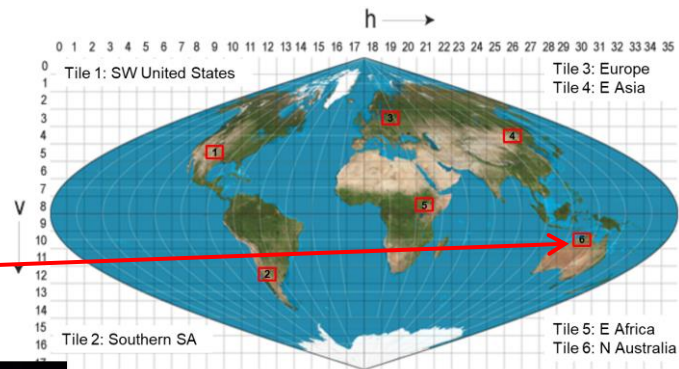 h
0 1 2 3 4 5 6 7 8 9 10 11 12 13 14 15 16 17 18 19 20 21 22 23 24 25 26 27 28 29 30 31 32 33 34 35
0
Tile 1: SW United States
Tile 3: Europe
Tile 4: E Asia
1
2
3
3
4
4
5
1
6
7
8
5
V
9
10
6
11
12
2
13
14
15
Tile 2: Southern SA
Tile 5: E Africa
Tile 6: N Australia
16
17